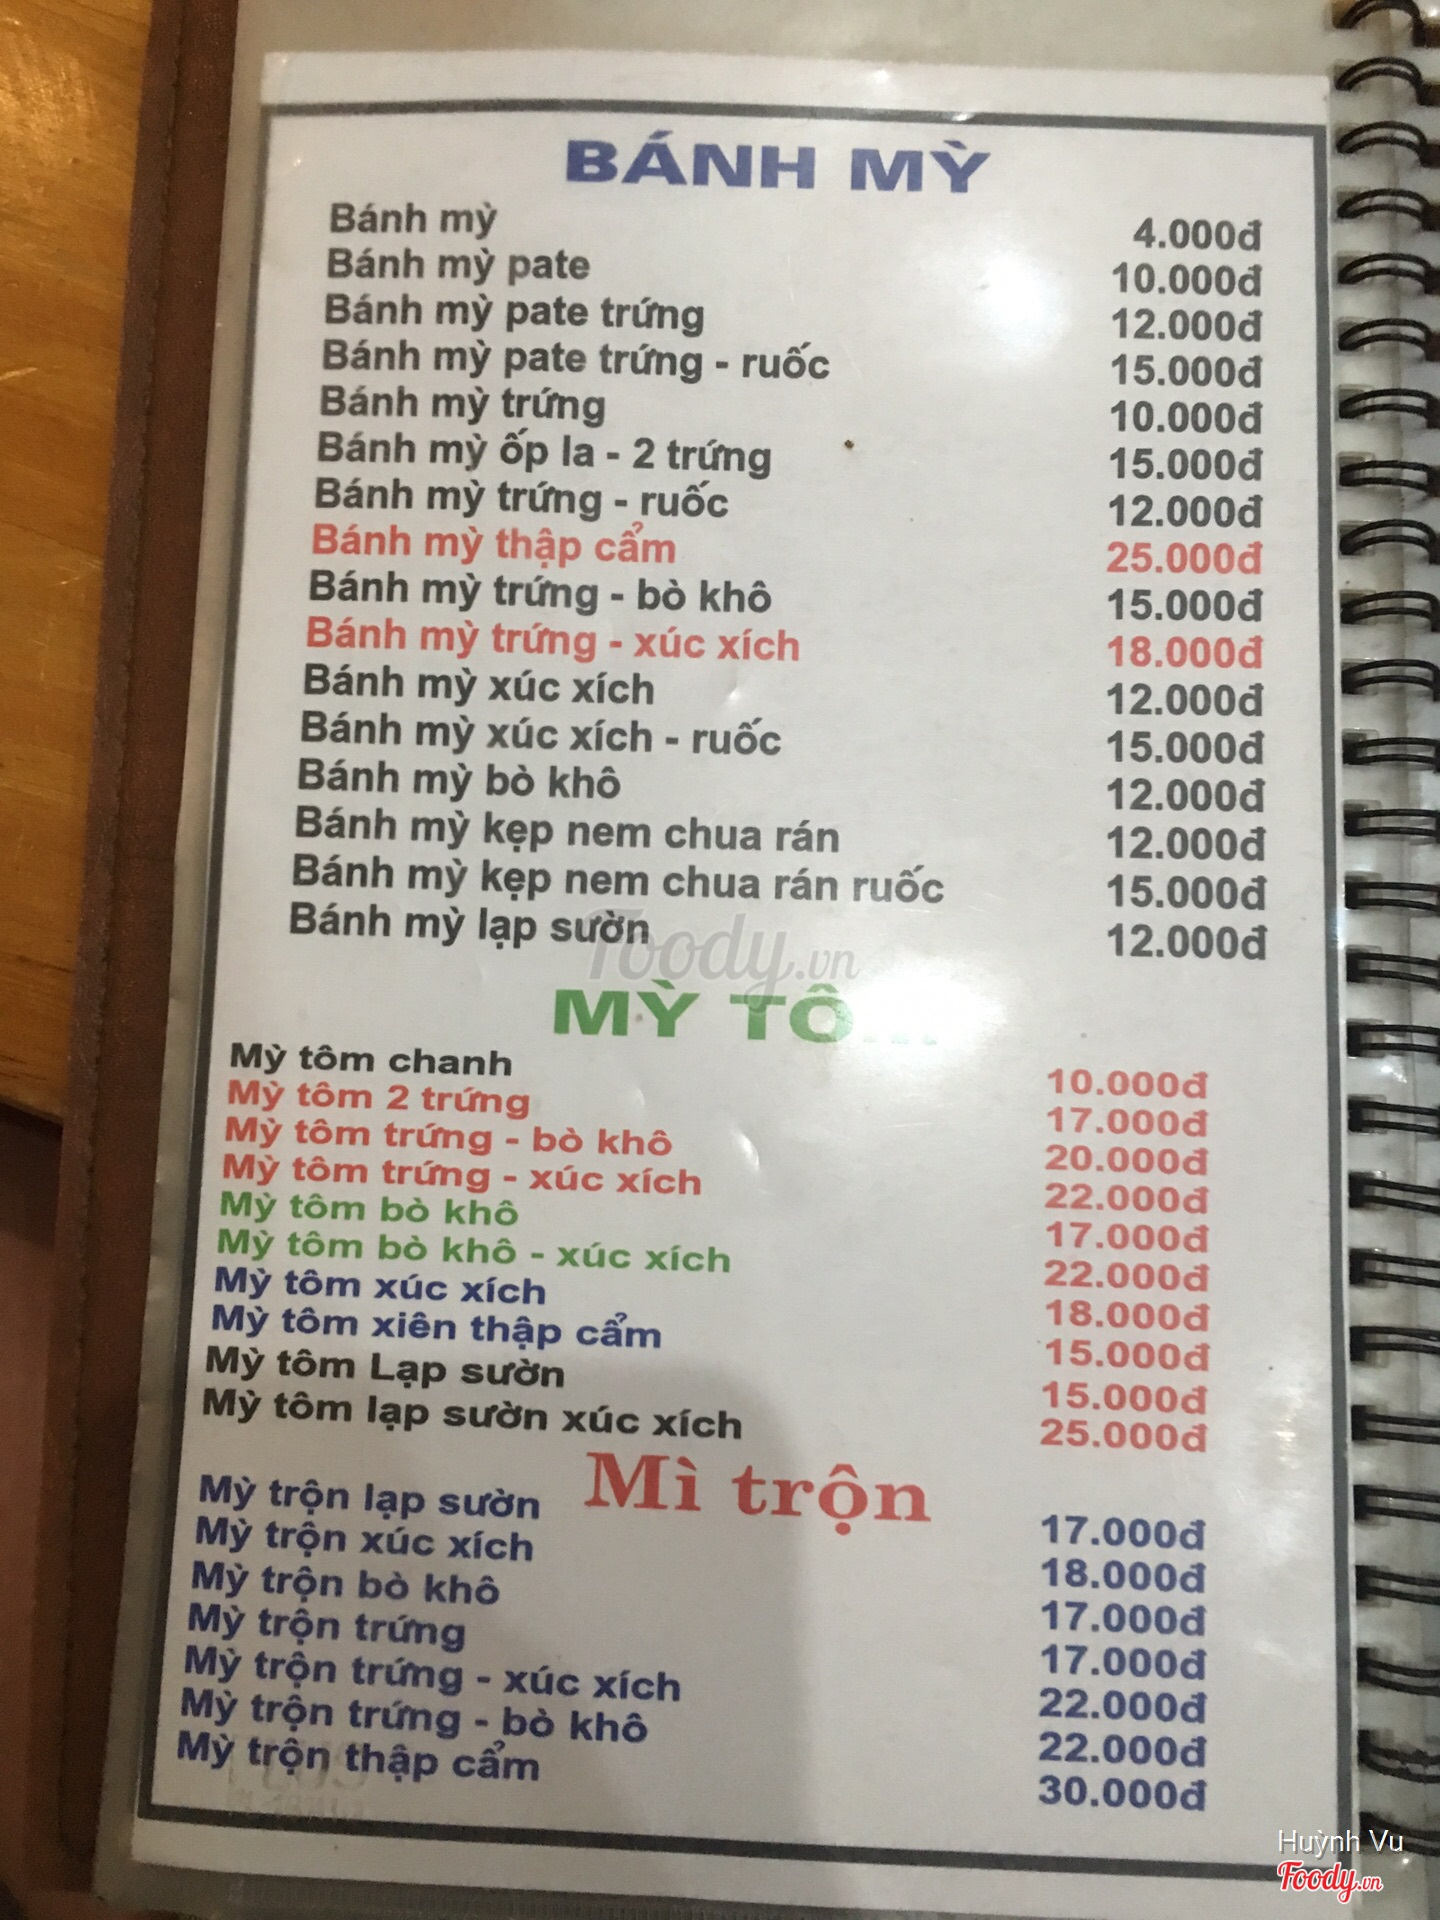 BÁNH MỲ
Bánh mỳ 4.000đ
Bánh mỳ pate 10.000đ
Bánh mỳ pate trứng 12.000đ
Bánh mỳ pate trứng - ruốc 15.000đ
Bánh mỳ trứng 10.000đ
Bánh mỳ ốp la - 2 trứng 15.000đ
Bánh mỳ trứng - ruốc 12.000đ
Bánh mỳ thập cẩm 25.000đ
Bánh mỳ trứng - bò khô 15.000đ
Bánh mỳ trứng - xúc xích 18.000đ
Bánh mỳ xúc xích 12.000đ
Bánh mỳ xúc xích - ruốc 15.000đ
Bánh mỳ bò khô 12.000đ
Bánh mỳ kẹp nem chua rán 12.000đ
Bánh mỳ kẹp nem chua rán ruốc 15.000đ
Bánh mỳ lạp sườn 12.000đ
Foody.vn
MỲ TÔM
Mỳ tôm chanh 10.000đ
Mỳ tôm 2 trứng 17.000đ
Mỳ tôm trứng - bò khô 20.000đ
Mỳ tôm trứng - xúc xích 22.000đ
Mỳ tôm bò khô 17.000đ
Mỳ tôm bò khô - xúc xích 22.000đ
Mỳ tôm xúc xích 18.000đ
Mỳ tôm xiên thập cẩm 15.000đ
Mỳ tôm Lạp sườn 15.000đ
Mỳ tôm lạp sườn xúc xích 25.000đ
Mì trộn
Mỳ trộn lạp sườn 17.000đ
Mỳ trộn xúc xích 18.000đ
Mỳ trộn bò khô 17.000đ
Mỳ trộn trứng 17.000đ
Mỳ trộn trứng - xúc xích 22.000đ
Mỳ trộn trứng - bò khô 22.000đ
Mỳ trộn thập cẩm 30.000đ
Huỳnh Vu
Foody.vn